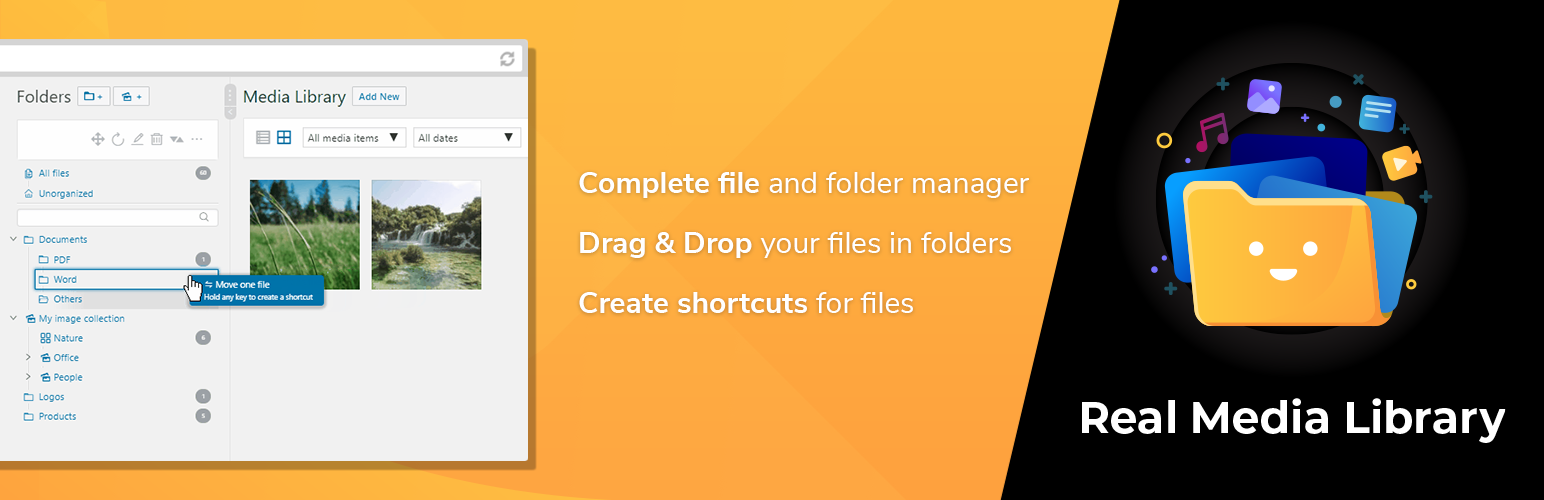 Folders
+
+
Media Library
Add New
All media items
All dates
All files
60
Unorganized
Documents
PDF
1
Word
Move one file
Hold any key to create a shortcut
Others
My image collection
Nature
6
Office
People
Logos
1
Products
5
Complete file and folder manager
Drag & Drop your files in folders
Create shortcuts for files
Real Media Library